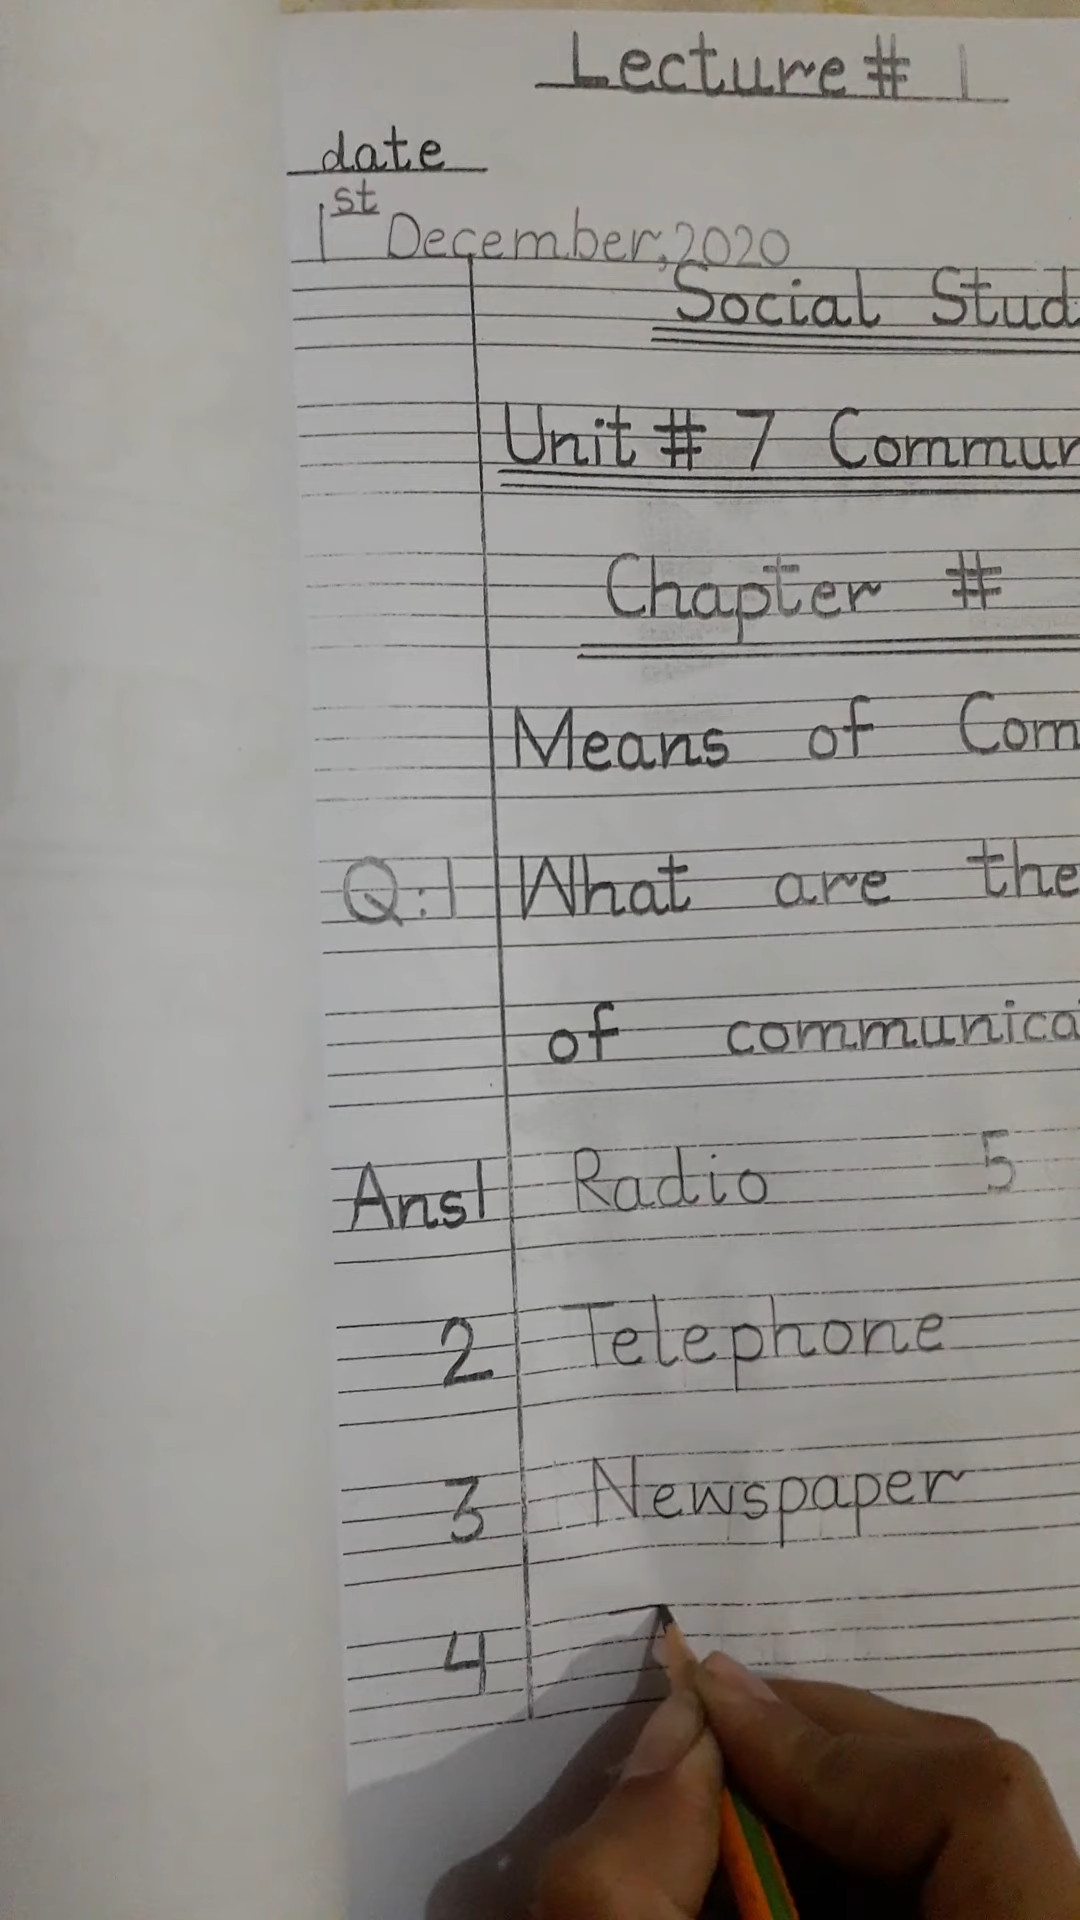 Lecture # 1
date
1st December, 2020
Social Stud
Unit # 7 Commun
Chapter #
Means of Com
Q:1 What are the
of communica
Ans1 Radio 5
2 Telephone
3 Newspaper
4